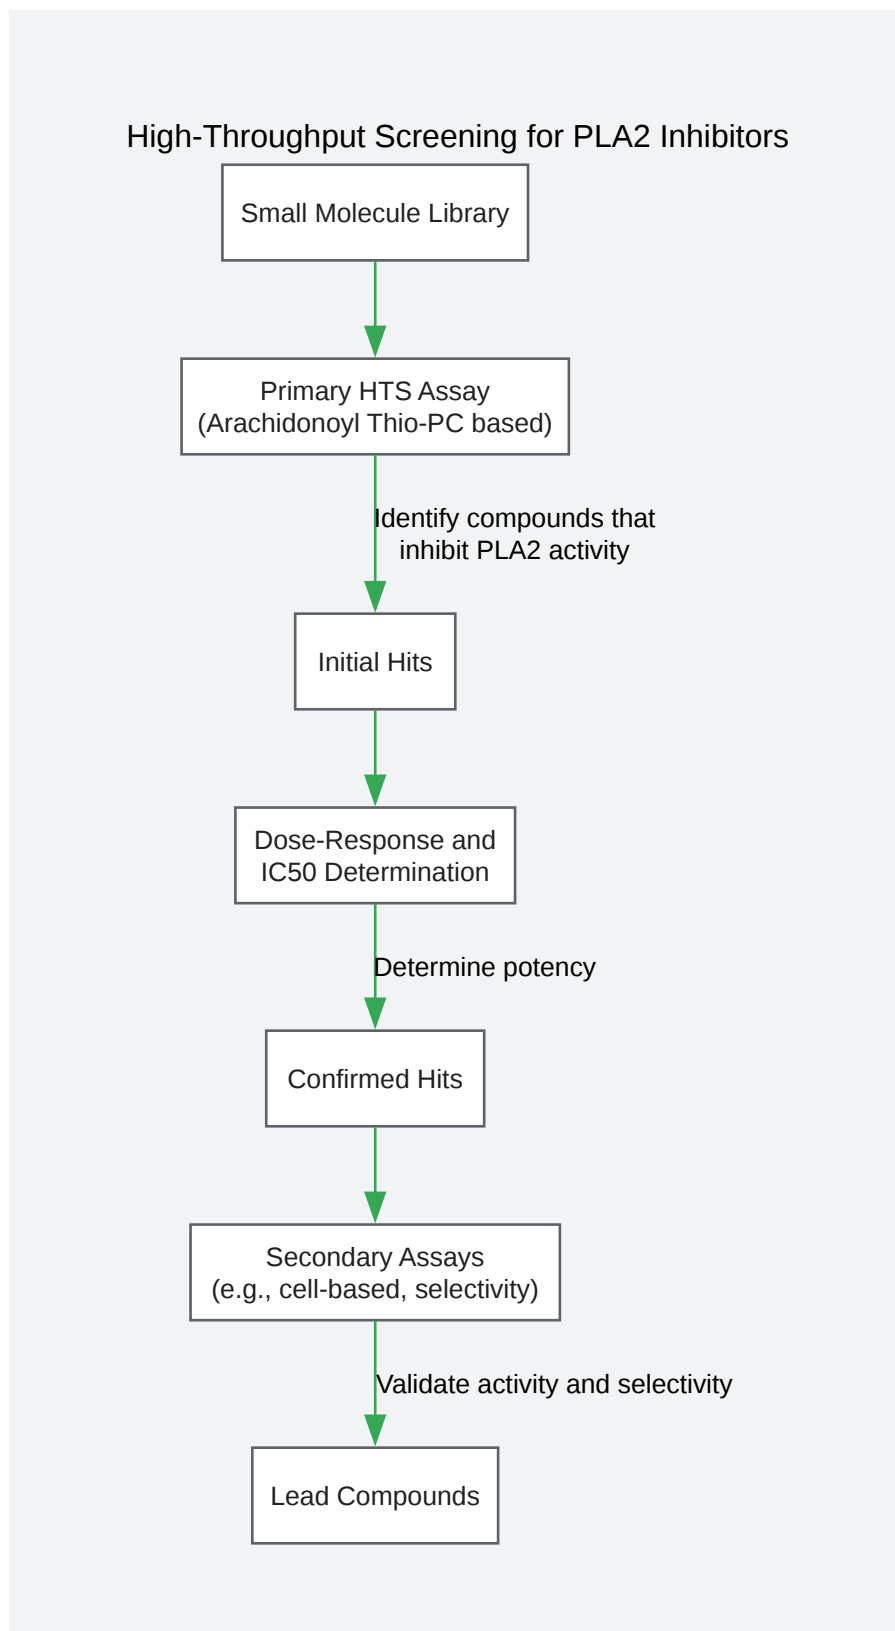 High-Throughput Screening for PLA2 Inhibitors
Small Molecule Library
Primary HTS Assay
(Arachidonoyl Thio-PC based)
Identify compounds that
inhibit PLA2 activity
Initial Hits
Dose-Response and
IC50 Determination
Determine potency
Confirmed Hits
Secondary Assays
(e.g., cell-based, selectivity)
Validate activity and selectivity
Lead Compounds